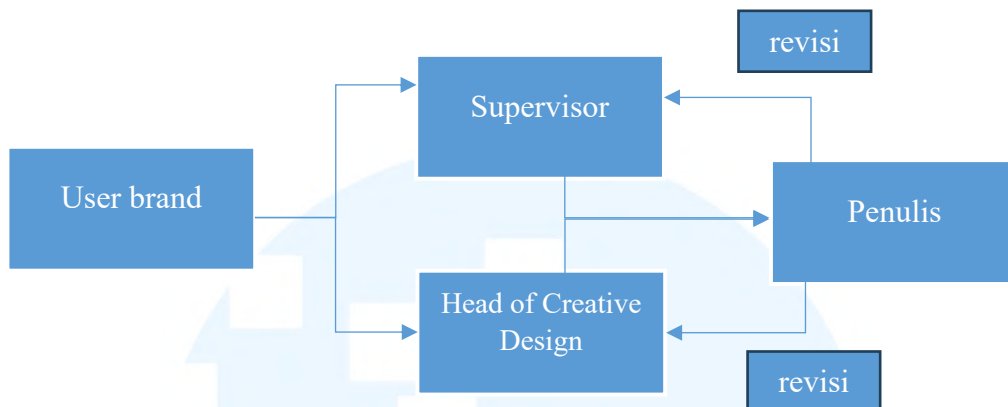 revisi
Supervisor
User brand
Penulis
Head of Creative
Design
revisi